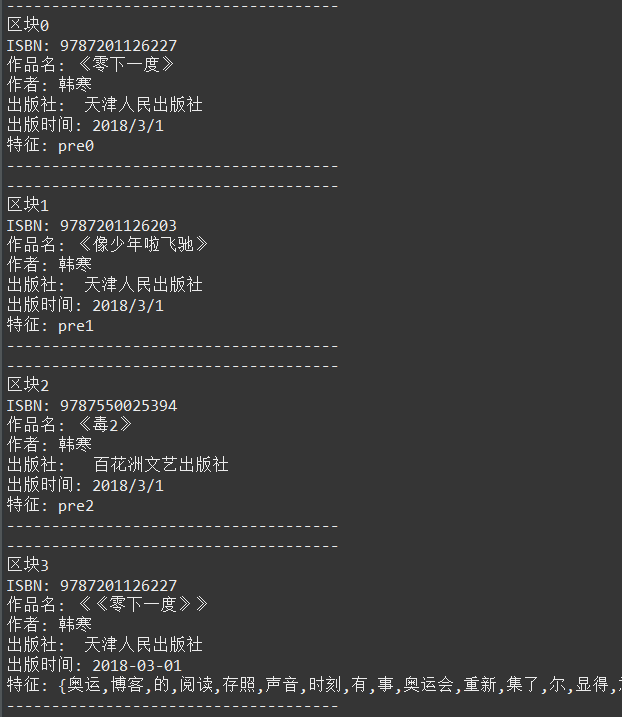 ------------------------------------
区块0
ISBN: 9787201126227
作品名: 《零下一度》
作者: 韩寒
出版社:  天津人民出版社
出版时间: 2018/3/1
特征: pre0
------------------------------------
------------------------------------
区块1
ISBN: 9787201126203
作品名: 《像少年啦飞驰》
作者: 韩寒
出版社:  天津人民出版社
出版时间: 2018/3/1
特征: pre1
------------------------------------
------------------------------------
区块2
ISBN: 9787550025394
作品名: 《毒2》
作者: 韩寒
出版社:   百花洲文艺出版社
出版时间: 2018/3/1
特征: pre2
------------------------------------
------------------------------------
区块3
ISBN: 9787201126227
作品名: 《《零下一度》》
作者: 韩寒
出版社:  天津人民出版社
出版时间: 2018-03-01
特征: {奥运,博客,的,阅读,存照,声音,时刻,有,事,奥运会,重新,集了,尔,显得,
------------------------------------